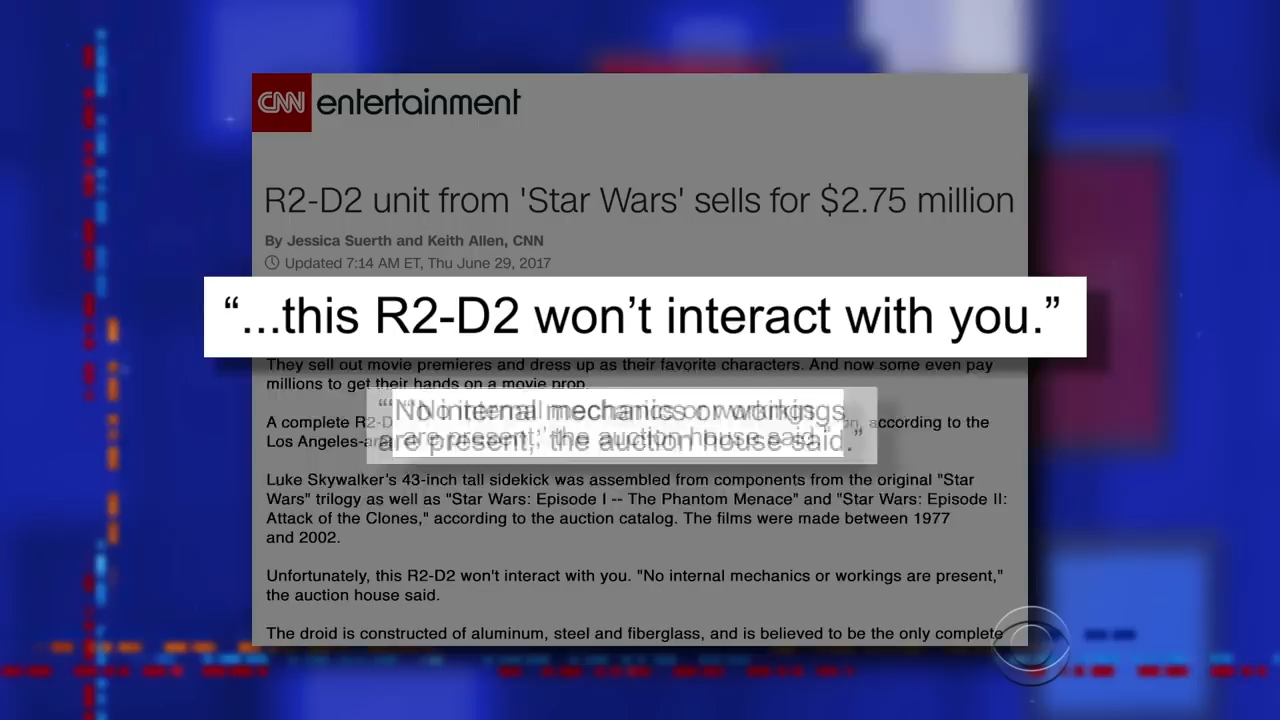 CNN entertainment
R2-D2 unit from 'Star Wars' sells for $2.75 million
By Jessica Suerth and Keith Allen, CNN
Updated 7:14 AM ET, Thu June 29, 2017
“...this R2-D2 won’t interact with you.”
They sell out movie premieres and dress up as their favorite characters. And now some even pay
millions to get their hands on a movie prop.
“‘No internal mechanics or workings
are present,’ the auction house said.”
A complete R2-D according to the
Los Angeles-ar
Luke Skywalker's 43-inch tall sidekick was assembled from components from the original "Star
Wars" trilogy as well as "Star Wars: Episode I -- The Phantom Menace" and "Star Wars: Episode II:
Attack of the Clones," according to the auction catalog. The films were made between 1977
and 2002.
Unfortunately, this R2-D2 won't interact with you. "No internal mechanics or workings are present,"
the auction house said.
The droid is constructed of aluminum, steel and fiberglass, and is believed to be the only complete